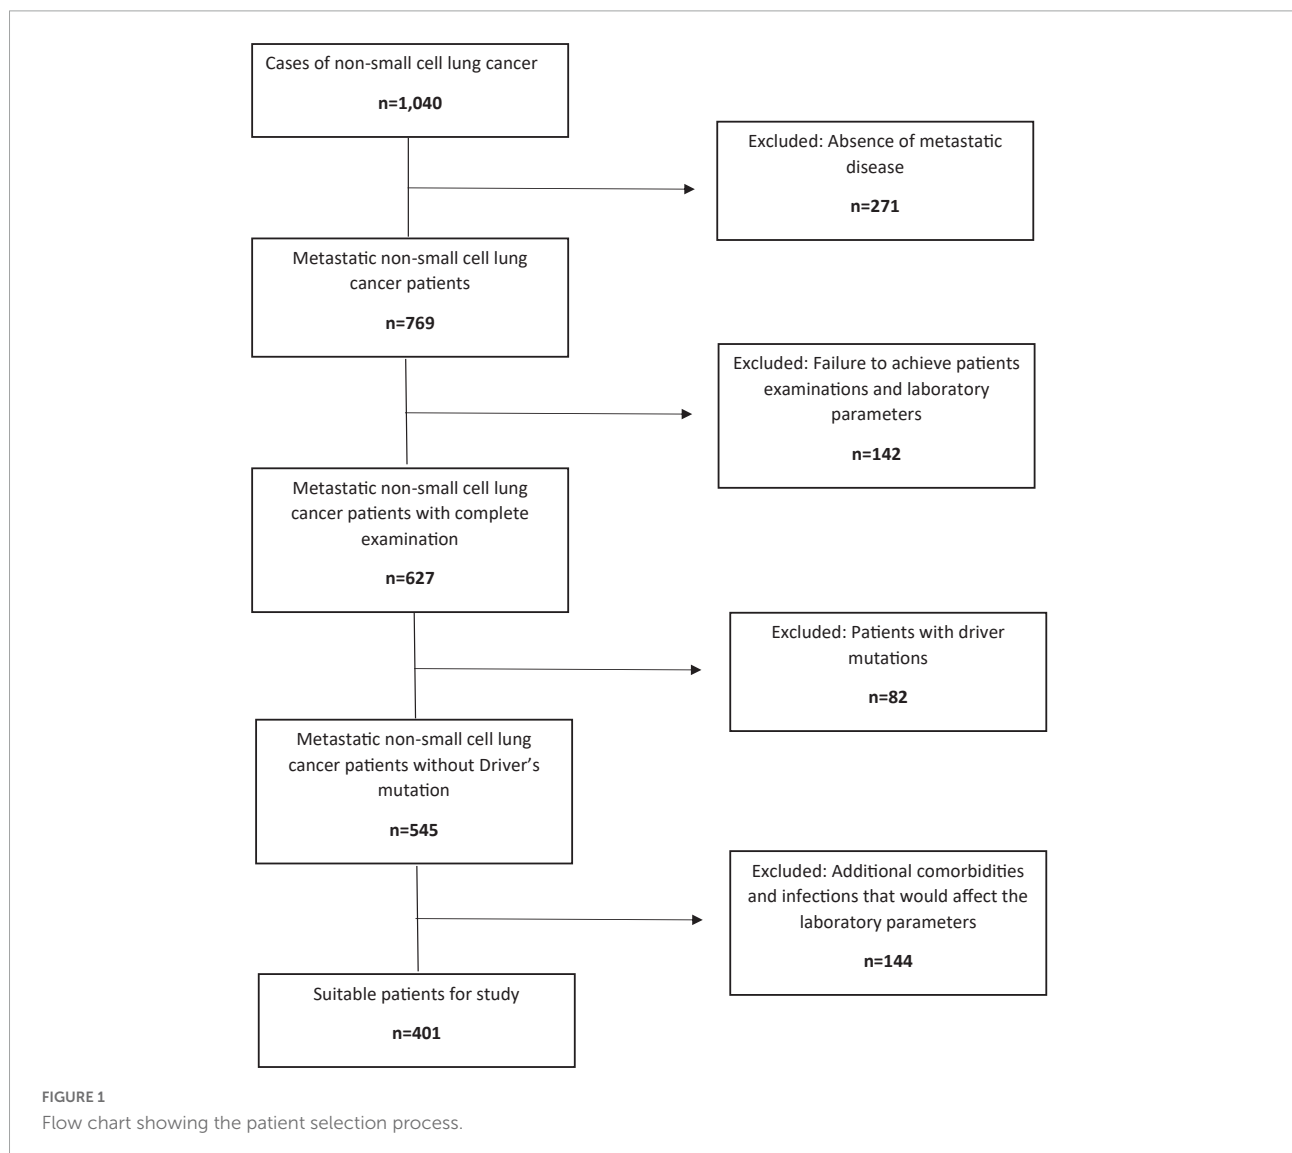 Cases of non-small cell lung cancer
n=1,040
Excluded: Absence of metastatic
disease
n=271
Metastatic non-small cell lung
cancer patients
n=769
Excluded: Failure to achieve patients
examinations and laboratory
parameters
n=142
Metastatic non-small cell lung
cancer patients with complete
examination
n=627
Excluded: Patients with driver
mutations
n=82
Metastatic non-small cell lung
cancer patients without Driver’s
mutation
n=545
Excluded: Additional comorbidities
and infections that would affect the
laboratory parameters
n=144
Suitable patients for study
n=401
FIGURE 1
Flow chart showing the patient selection process.